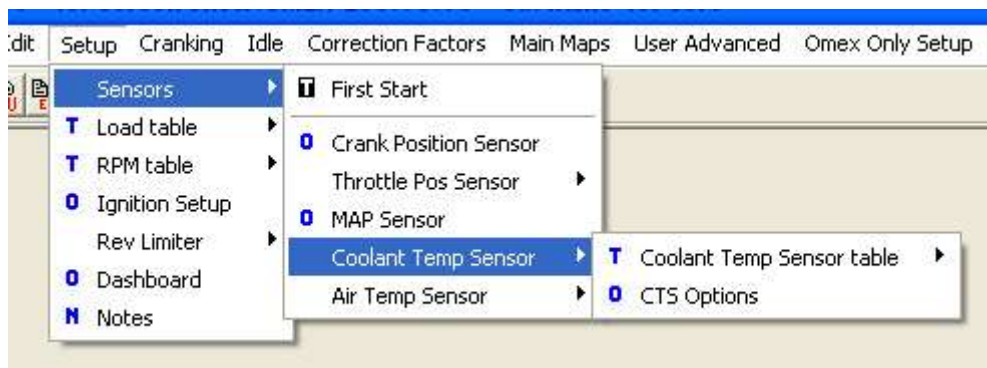 Edit Setup Cranking Idle Correction Factors Main Maps User Advanced Omex Only Setup
U E
Sensors
T Load table
T RPM table
O Ignition Setup
Rev Limiter
O Dashboard
N Notes
T First Start
O Crank Position Sensor
Throttle Pos Sensor
O MAP Sensor
Coolant Temp Sensor
Air Temp Sensor
T Coolant Temp Sensor table
O CTS Options